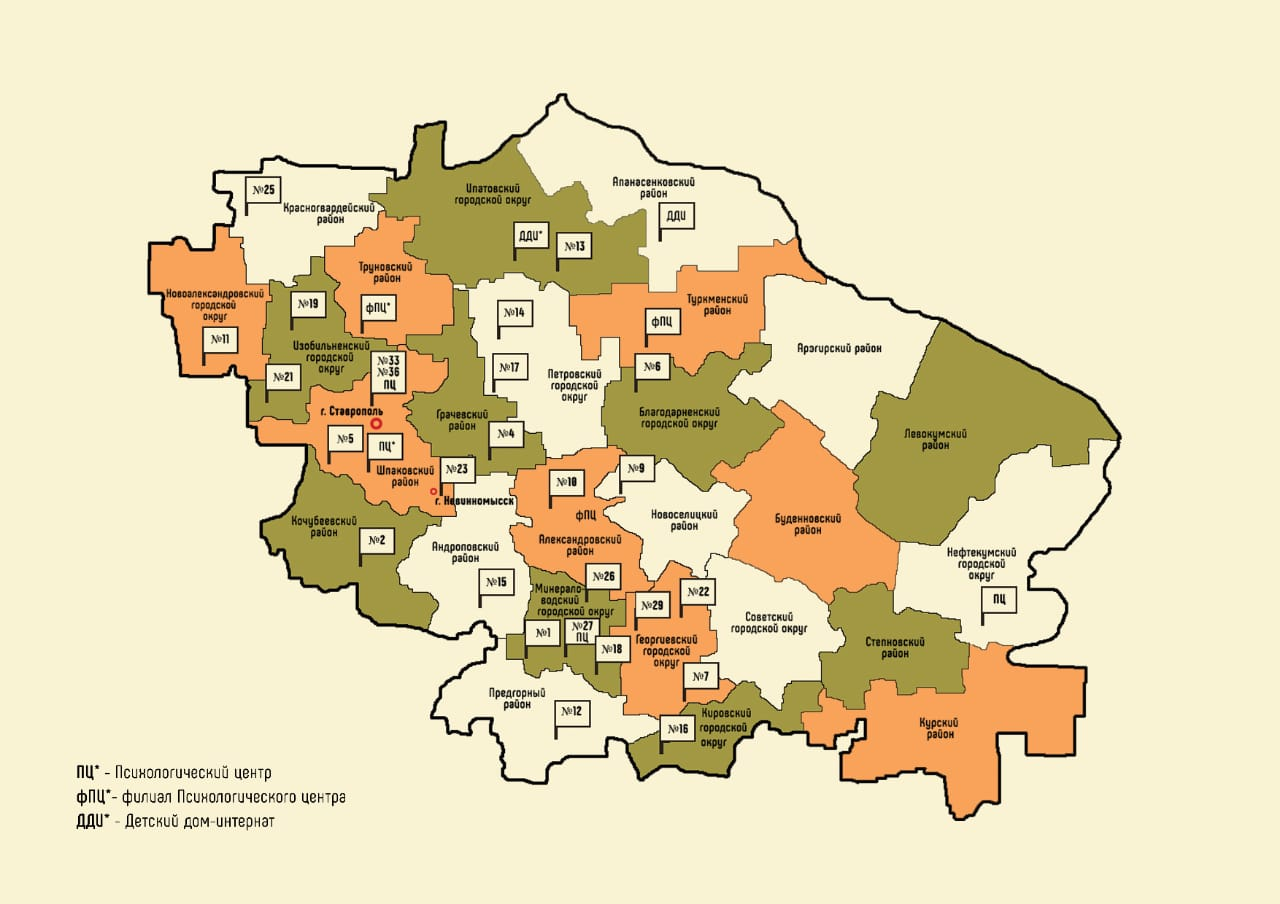 №25
Красногвардейский
район
Ипатовский
городской округ
ДДИ*
№13
Апанасенковский
район
ДДИ
Новоалександровский
городской
округ
№11
Труновский
район
фПЦ*
№19
Изобильненский
городской
округ
№21
№33
№36
ПЦ
№14
№17
Петровский
городской
округ
Туркменский
район
фПЦ
№6
Арзгирский район
г. Ставрополь
№5
ПЦ*
Шпаковский
район
Грачевский
район
№4
№23
г. Невинномысск
Благодарненский
городской округ
Левокумский
район
№9
№10
фПЦ
Александровский
район
№26
Новоселицкий
район
Буденновский
район
Кочубеевский
район
№2
Андроповский
район
№15
Нефтекумский
городской
округ
ПЦ
Минерало-
водский
городской округ
№1
№27
ПЦ
№18
№29
№22
Георгиевский
городской
округ
№7
Советский
городской округ
Степновский
район
Предгорный
район
№12
№16
Кировский
городской
округ
Курский
район
ПЦ* - Психологический центр
фПЦ*- филиал Психологического центра
ДДИ* - Детский дом-интернат